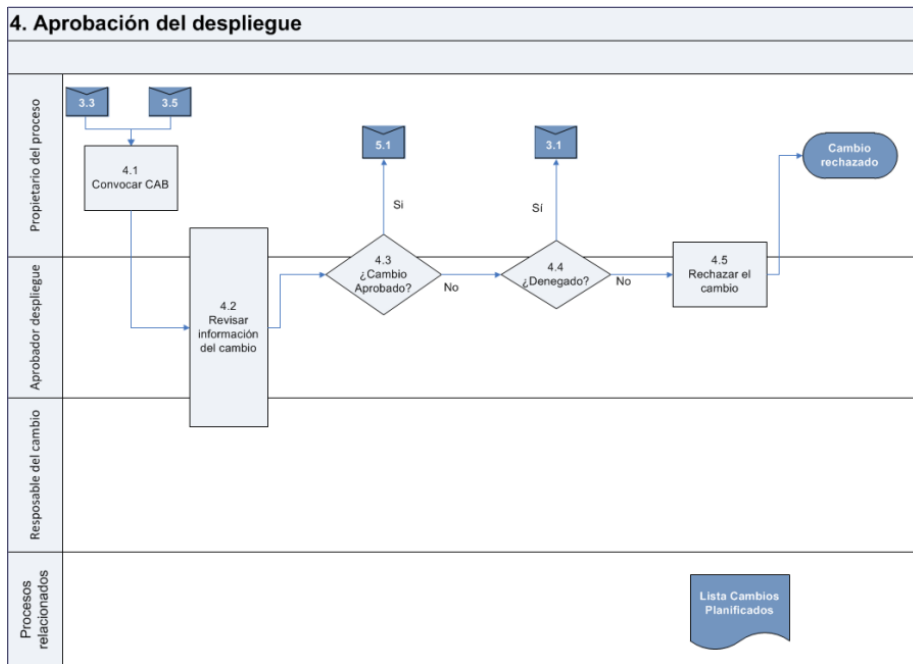 4. Aprobación del despliegue
Propietario del proceso
3.3
3.5
4.1
Convocar CAB
5.1
Si
3.1
Sí
Cambio
rechazado
Aprobador despliegue
4.2
Revisar
información
del cambio
4.3
¿Cambio
Aprobado?
No
4.4
¿Denegado?
No
4.5
Rechazar el
cambio
Resposable del cambio
Procesos
relacionados
Lista Cambios
Planificados